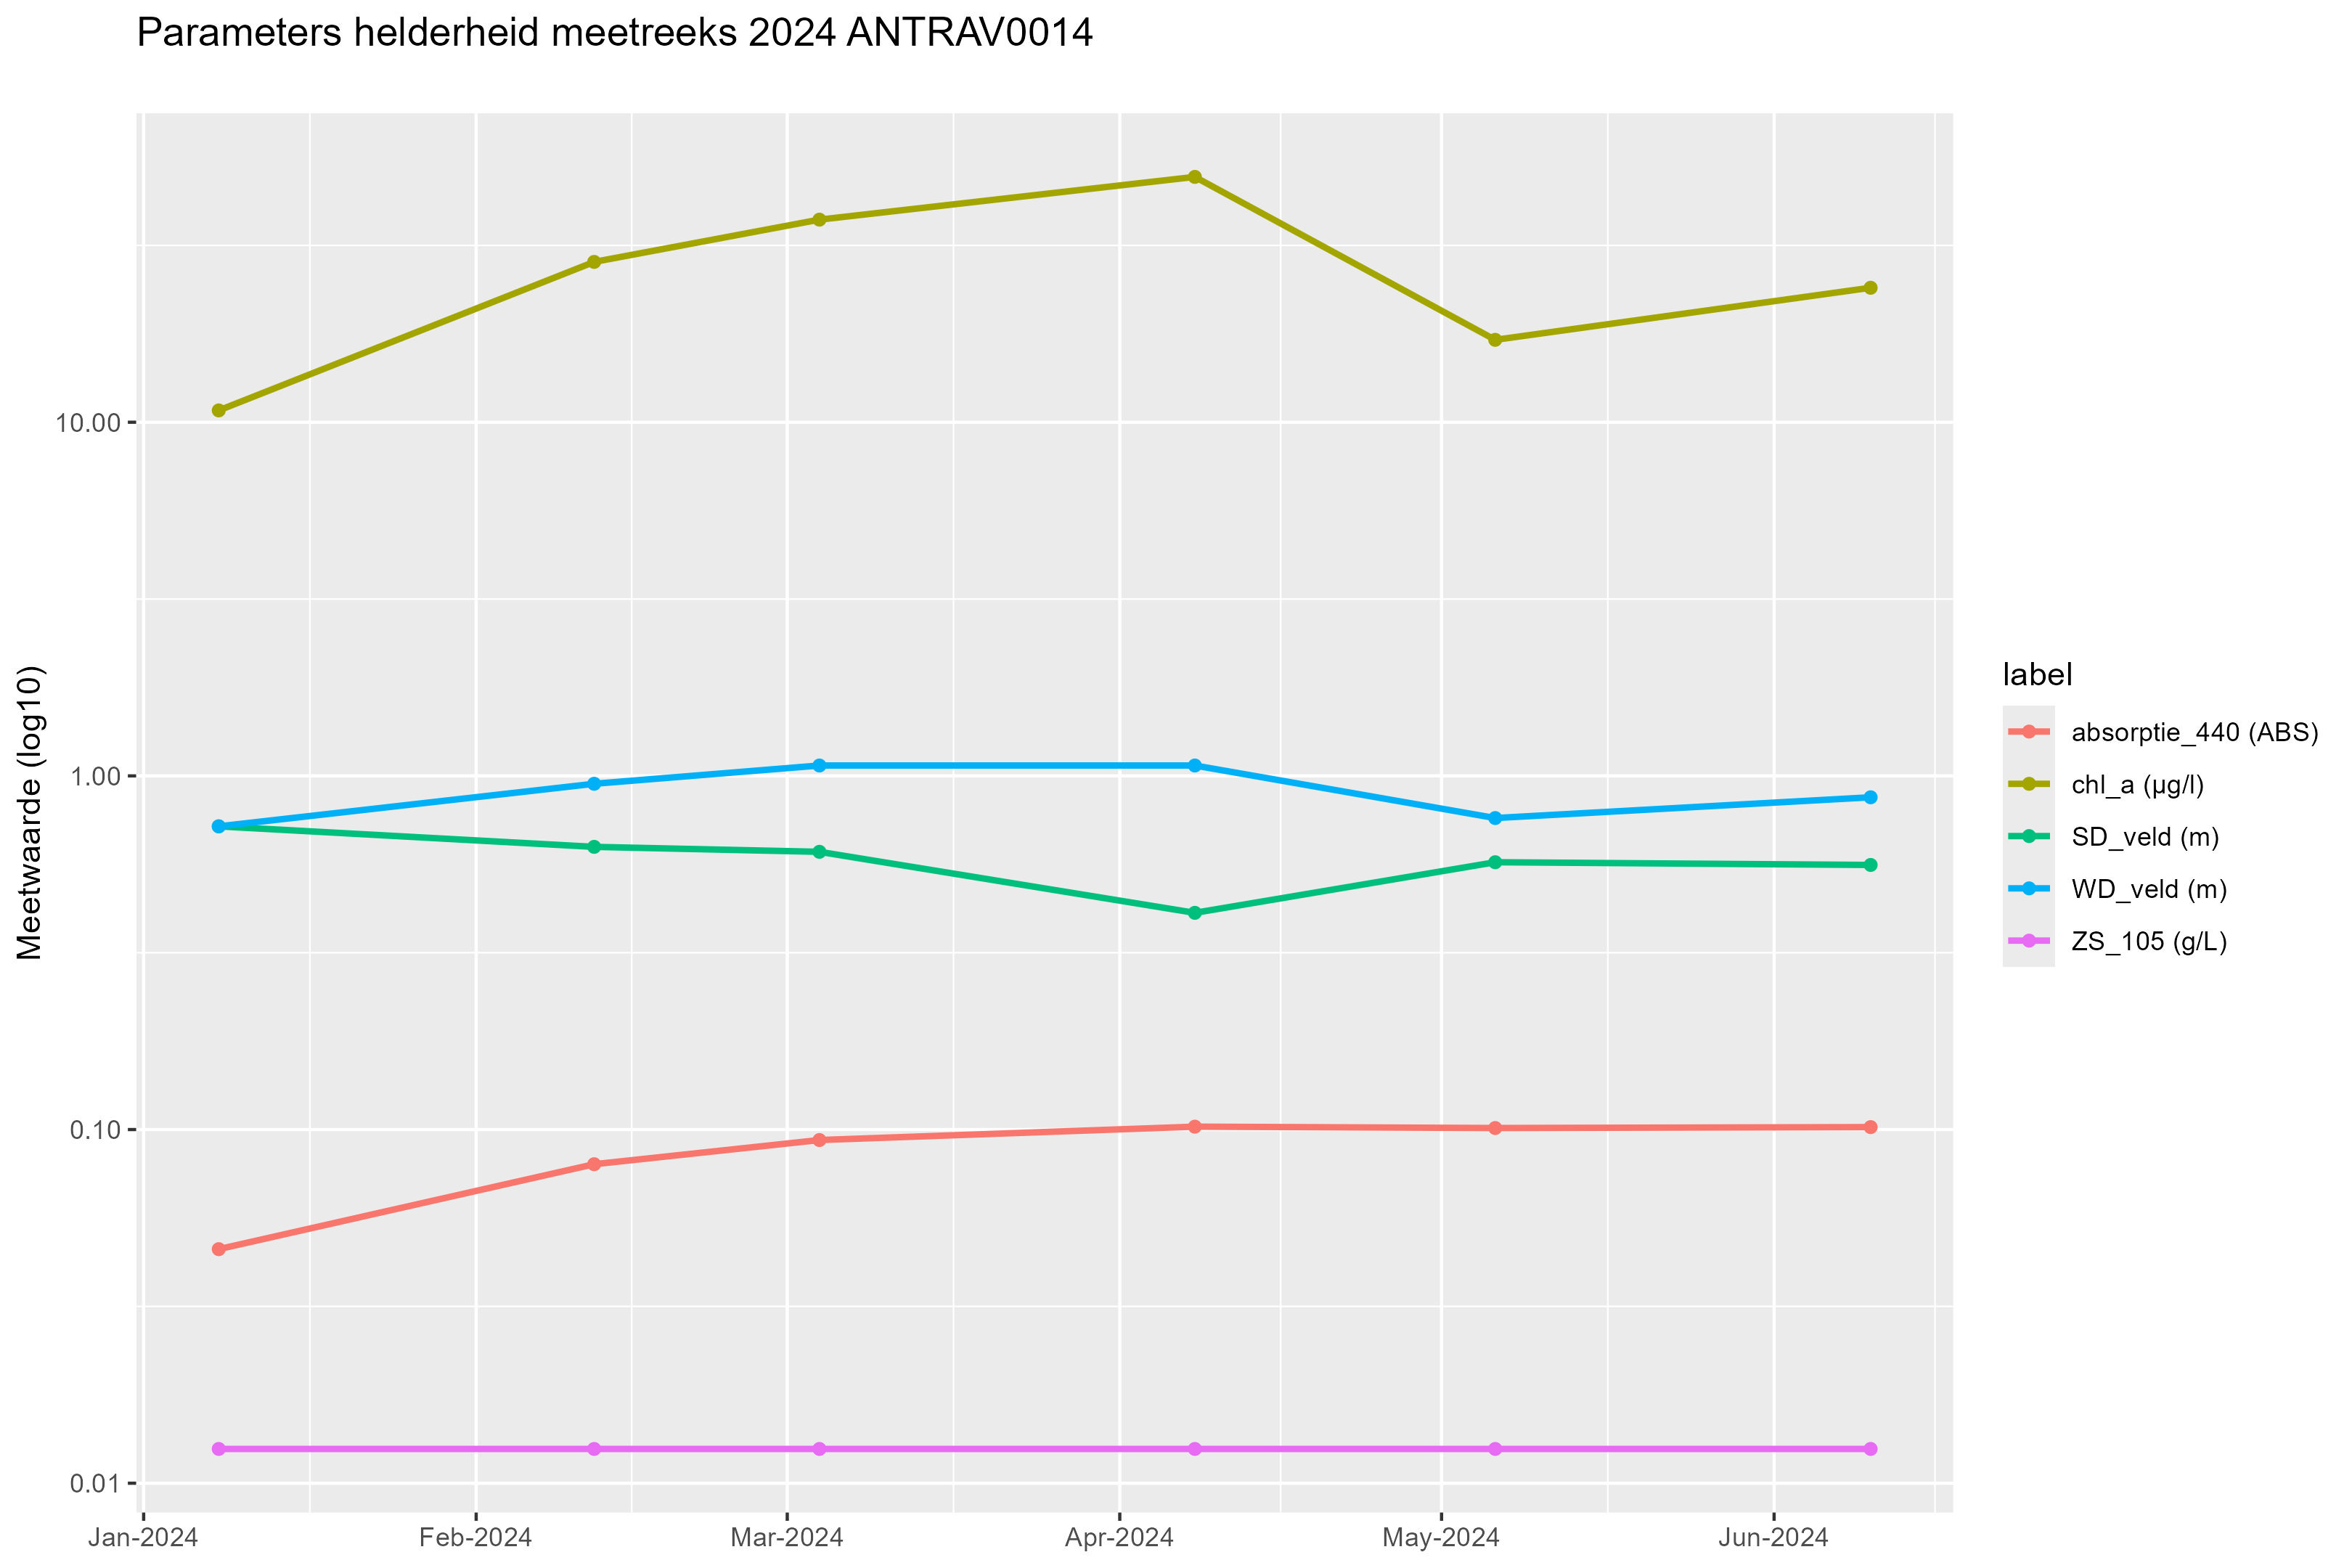 Parameters helderheid meetreeks 2024 ANTRAV0014
Meetwaarde (log10)
10.00
1.00
0.10
0.01
Jan-2024
Feb-2024
Mar-2024
Apr-2024
May-2024
Jun-2024
label
absorptie_440 (ABS)
chl_a (µg/l)
SD_veld (m)
WD_veld (m)
ZS_105 (g/L)